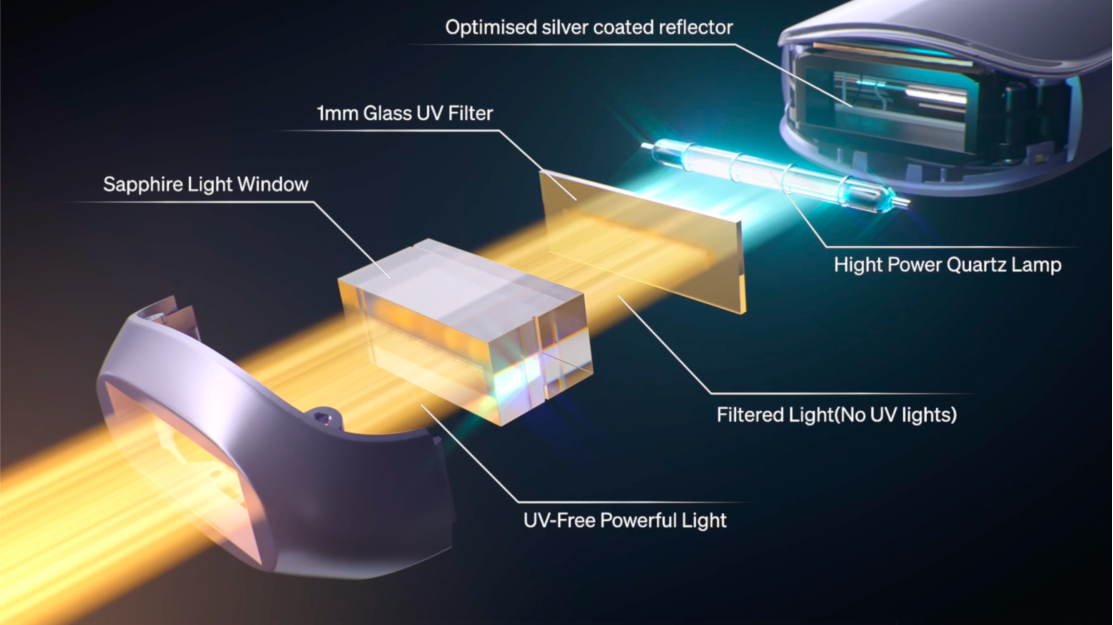 Optimised silver coated reflector
1mm Glass UV Filter
Sapphire Light Window
Hight Power Quartz Lamp
Filtered Light(No UV lights)
UV-Free Powerful Light